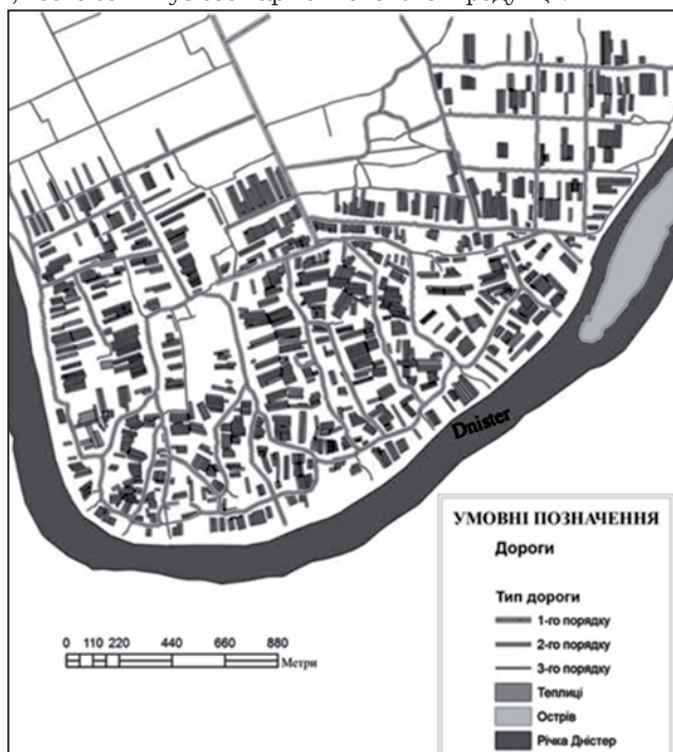 Dnister
УМОВНІ ПОЗНАЧЕННЯ
Дороги
Тип дороги
1-го порядку
2-го порядку
3-го порядку
Теплиці
Острів
Річка Дністер
0 110 220 440 660 880
Метри